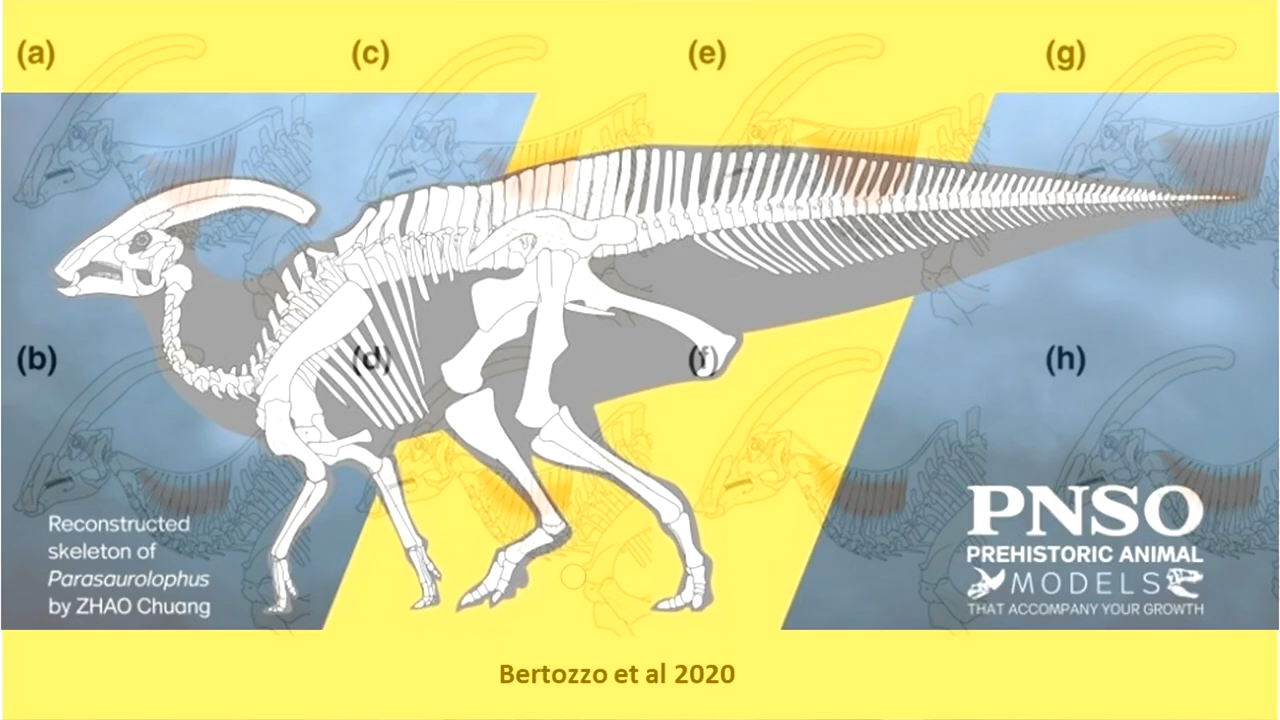 (a) (c) (e) (g)
(b) (d) (f) (h)
Reconstructed
skeleton of
Parasaurolophus
by ZHAO Chuang
PNSO
PREHISTORIC ANIMAL
MODELS
THAT ACCOMPANY YOUR GROWTH
Bertozzo et al 2020